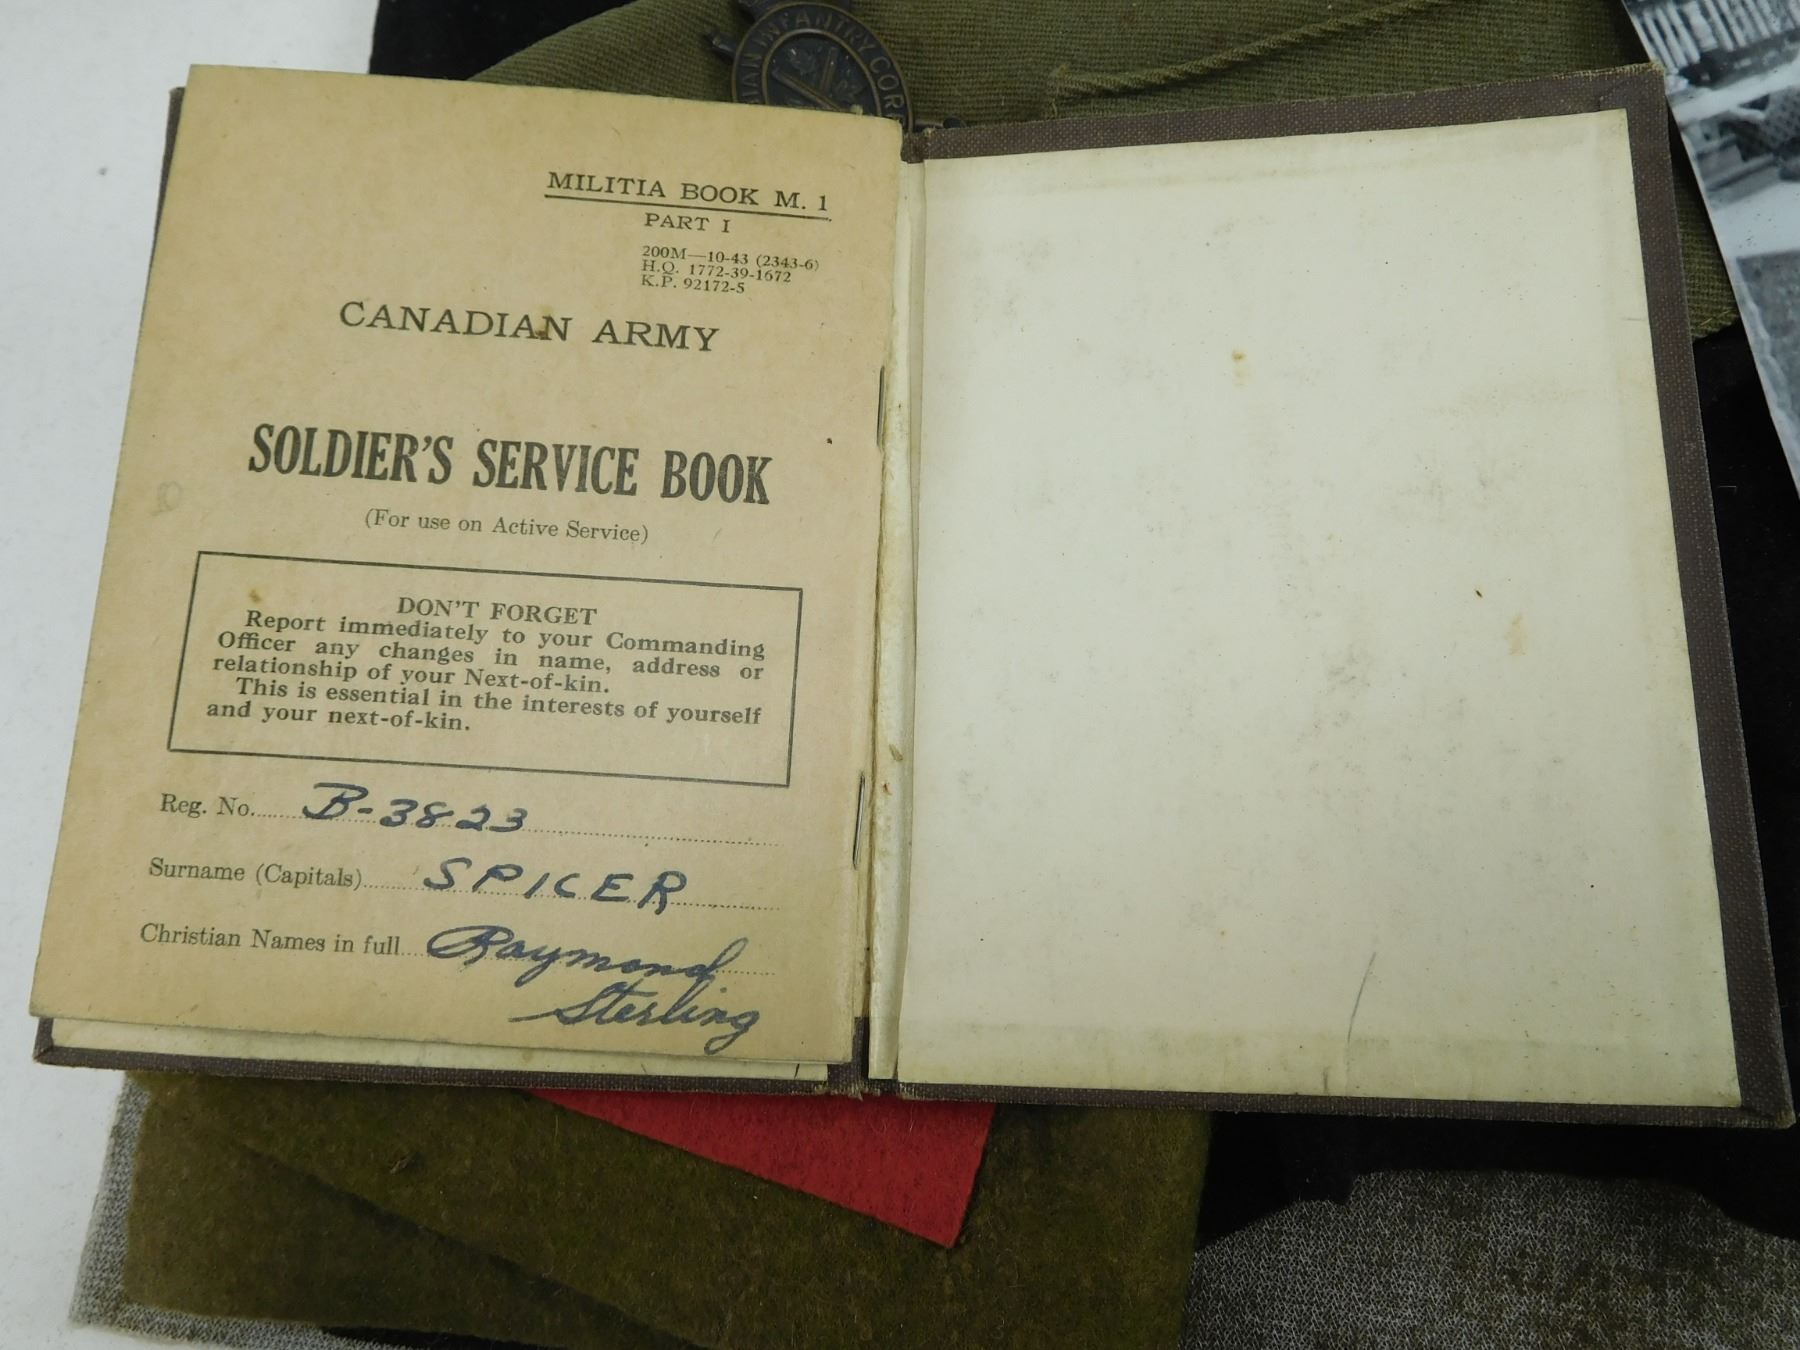 IAN INFANTRY COR
MILITIA BOOK M. 1
PART I
200M—10-43 (2343-6)
H.Q. 1772-39-1672
K.P. 92172-5
CANADIAN ARMY
SOLDIER'S SERVICE BOOK
(For use on Active Service)
DON'T FORGET
Report immediately to your Commanding
Officer any changes in name, address or
relationship of your Next-of-kin.
This is essential in the interests of yourself
and your next-of-kin.
Reg. No. B-3823
Surname (Capitals) SPICER
Christian Names in full Raymond
Sterling